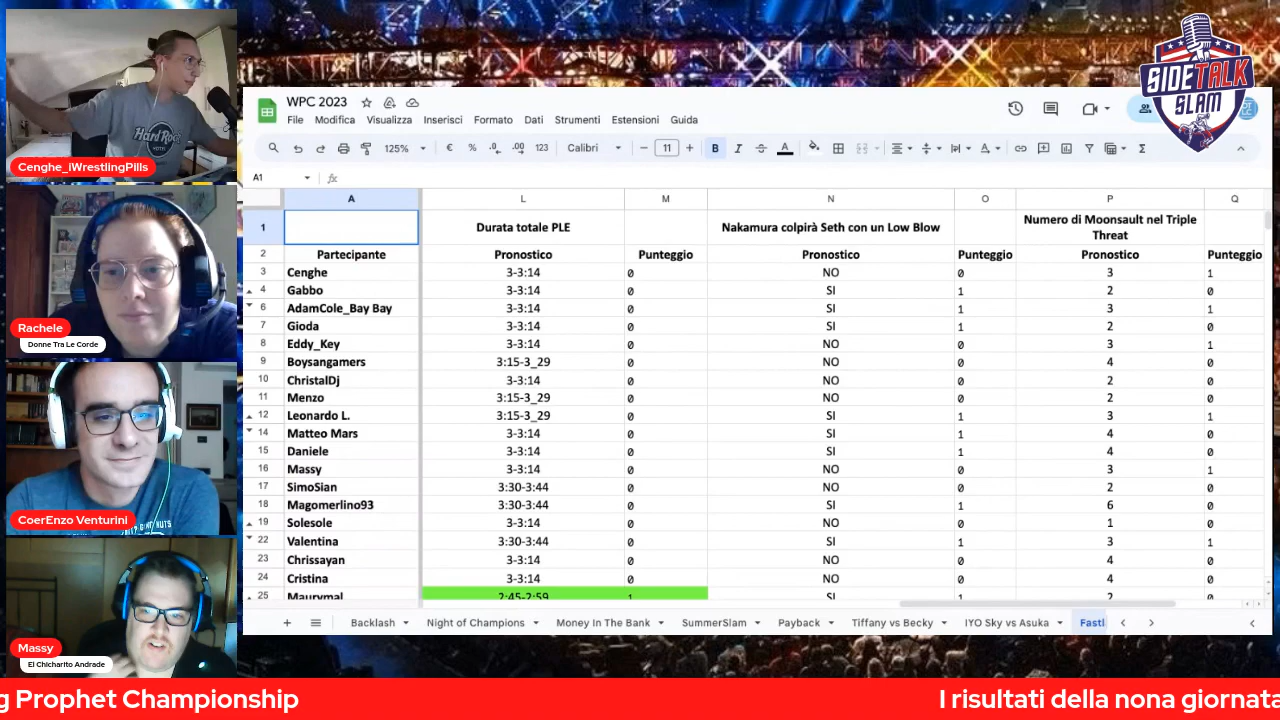 SIDETALK
SLAM
WPC 2023
File Modifica Visualizza Inserisci Formato Dati Strumenti Estensioni Guida
125% € % .0 .00 123 Calibri 11 B I A
A1 fx
A L M N O P Q
1 Durata totale PLE Nakamura colpirà Seth con un Low Blow Numero di Moonsault nel Triple
Threat
2 Partecipante Pronostico Punteggio Pronostico Punteggio Pronostico Punteggio
3 Cenghe 3-3:14 0 NO 0 3 1
4 Gabbo 3-3:14 0 SI 1 2 0
6 AdamCole_Bay Bay 3-3:14 0 SI 1 3 1
7 Gioda 3-3:14 0 SI 1 2 0
8 Eddy_Key 3-3:14 0 NO 0 3 1
9 Boysangamers 3:15-3_29 0 NO 0 4 0
10 ChristalDj 3-3:14 0 NO 0 2 0
11 Menzo 3:15-3_29 0 NO 0 2 0
12 Leonardo L. 3:15-3_29 0 SI 1 3 1
14 Matteo Mars 3-3:14 0 SI 1 4 0
15 Daniele 3-3:14 0 SI 1 4 0
16 Massy 3-3:14 0 NO 0 3 1
17 SimoSian 3:30-3:44 0 NO 0 2 0
18 Magomerlino93 3:30-3:44 0 SI 1 6 0
19 Solesole 3-3:14 0 NO 0 1 0
22 Valentina 3:30-3:44 0 SI 1 3 1
23 Chrissayan 3-3:14 0 NO 0 4 0
24 Cristina 3-3:14 0 NO 0 4 0
25 Maurymal 2:45-2:59 1 SI 1 2 0
Backlash Night of Champions Money In The Bank SummerSlam Payback Tiffany vs Becky IYO Sky vs Asuka Fastl
Hard Rock
HOTEL
Cenghe_iWrestlingPills
Rachele
Donne Tra Le Corde
CoerEnzo Venturini
Massy
El Chicharito Andrade
g Prophet Championship I risultati della nona giornata